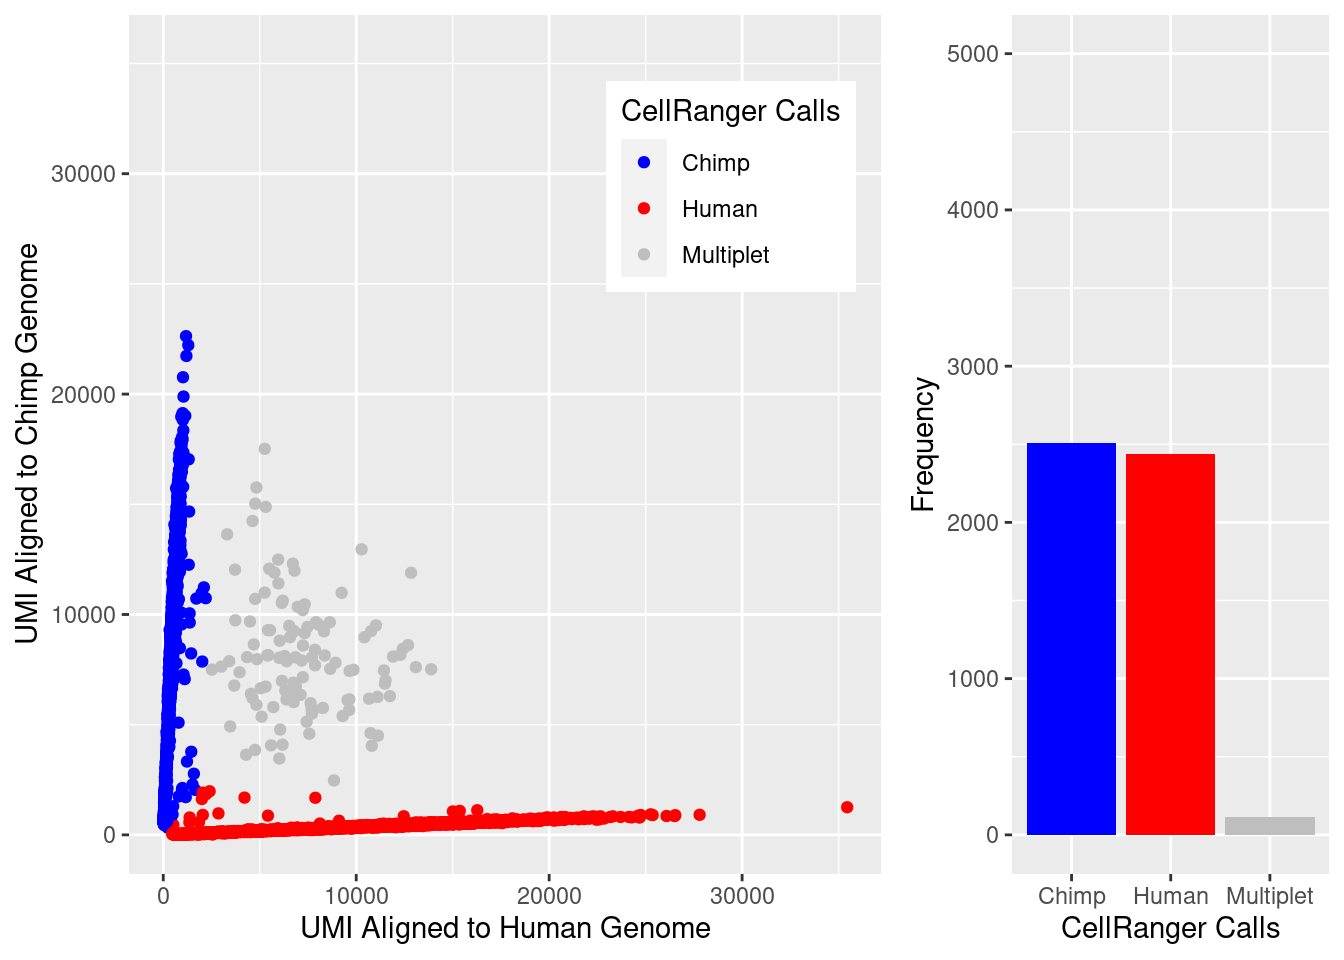 UMI Aligned to Chimp Genome
30000
20000
10000
0
0
10000
20000
30000
UMI Aligned to Human Genome
CellRanger Calls
Chimp
Human
Multiplet
Frequency
5000
4000
3000
2000
1000
0
Chimp
Human
Multiplet
CellRanger Calls